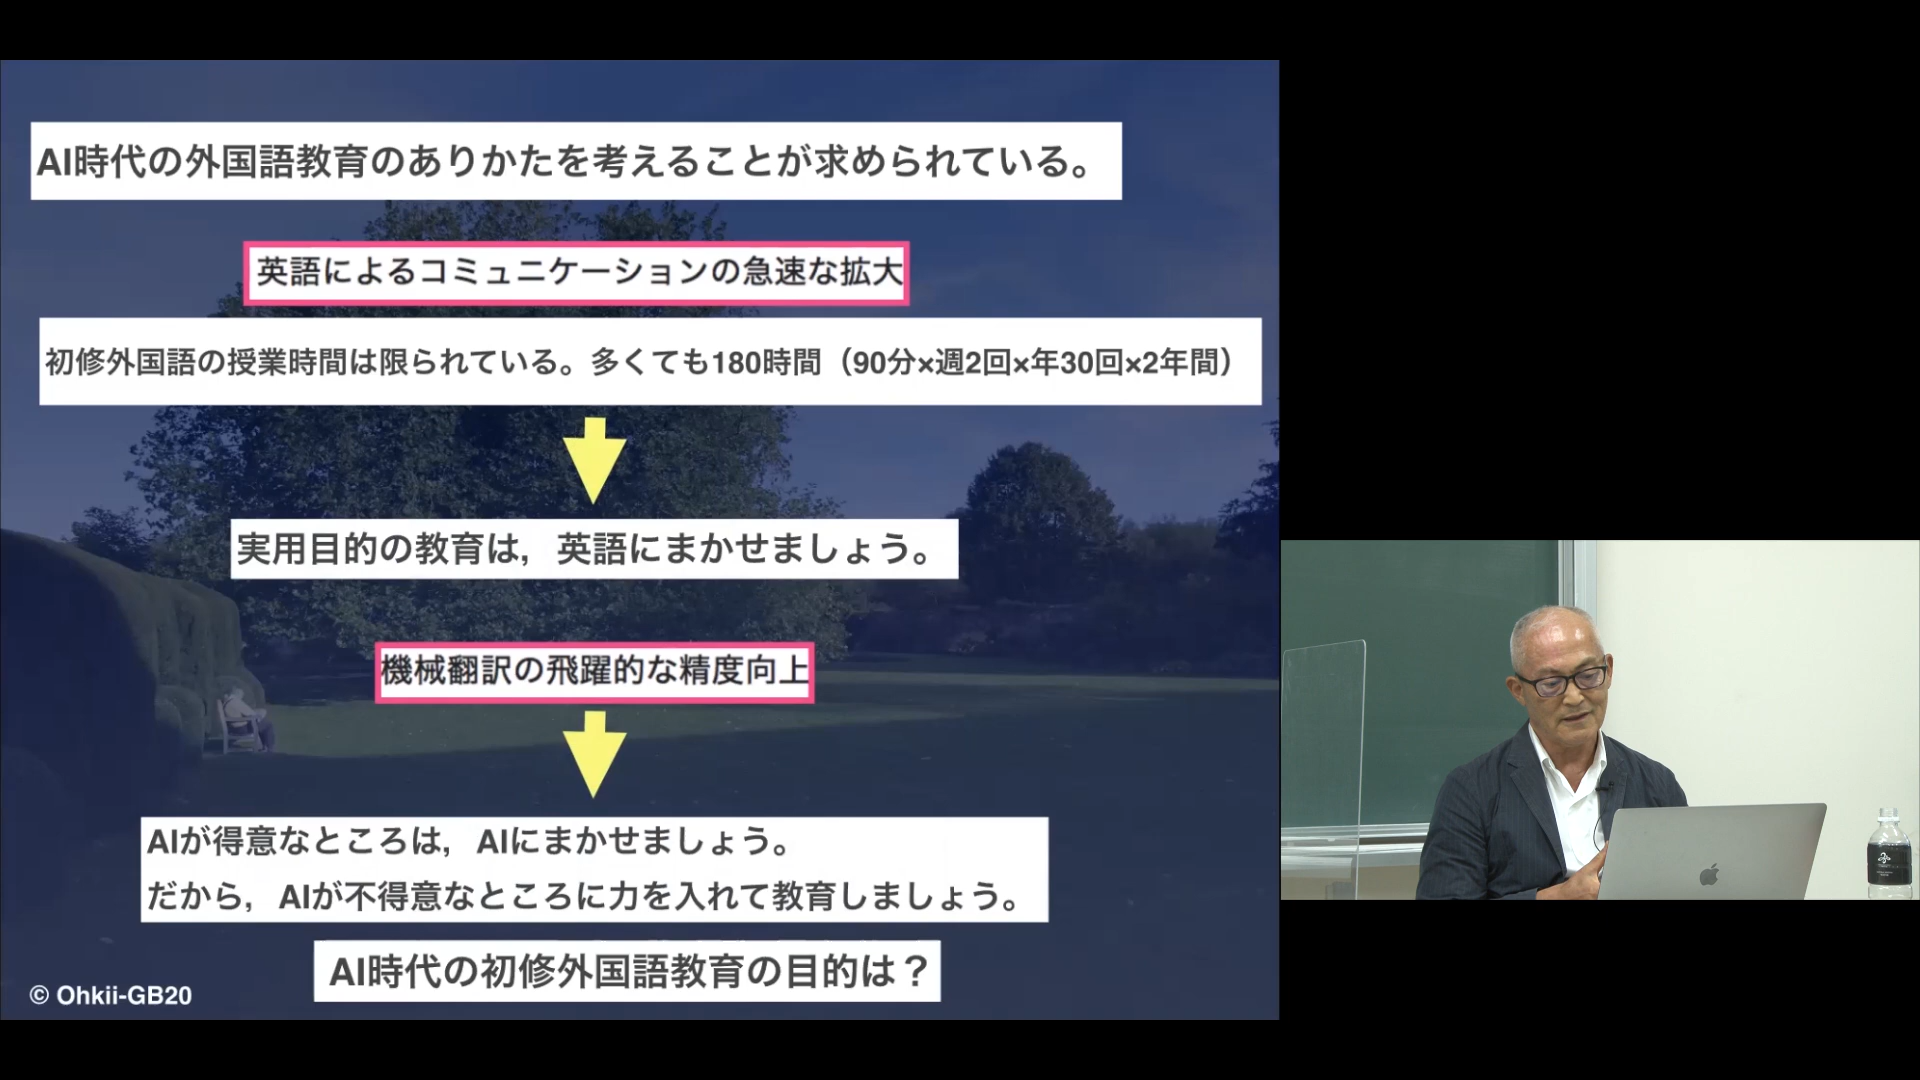 AI時代の外国語教育のありかたを考えることが求められている。
英語によるコミュニケーションの急速な拡大
初修外国語の授業時間は限られている。多くても180時間（90分×週2回×年30回×2年間）
実用目的の教育は，英語にまかせましょう。
機械翻訳の飛躍的な精度向上
AIが得意なところは，AIにまかせましょう。
だから，AIが不得意なところに力を入れて教育しましょう。
AI時代の初修外国語教育の目的は？
© Ohkii-GB20